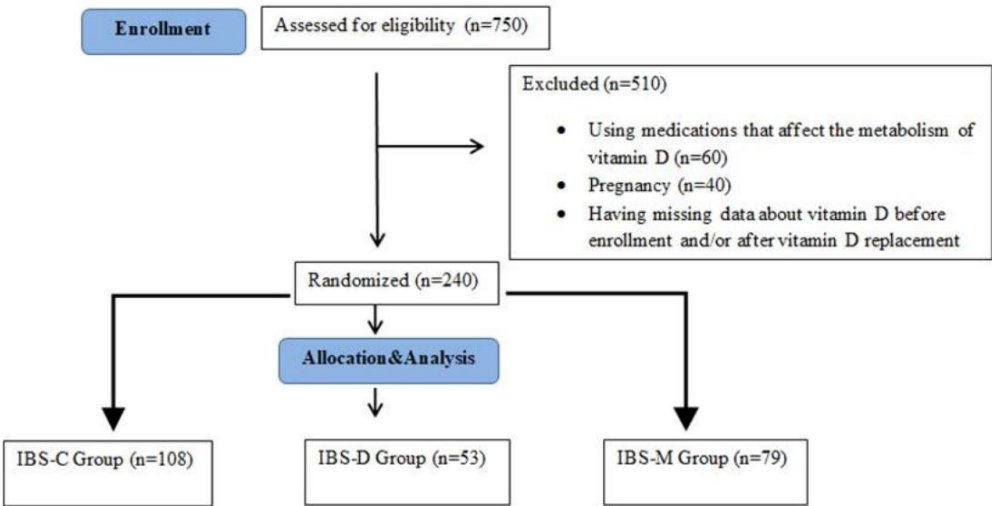 Enrollment
Assessed for eligibility (n=750)
Excluded (n=510)
• Using medications that affect the metabolism of
vitamin D (n=60)
• Pregnancy (n=40)
• Having missing data about vitamin D before
enrollment and/or after vitamin D replacement
Randomized (n=240)
Allocation&Analysis
IBS-C Group (n=108)
IBS-D Group (n=53)
IBS-M Group (n=79)